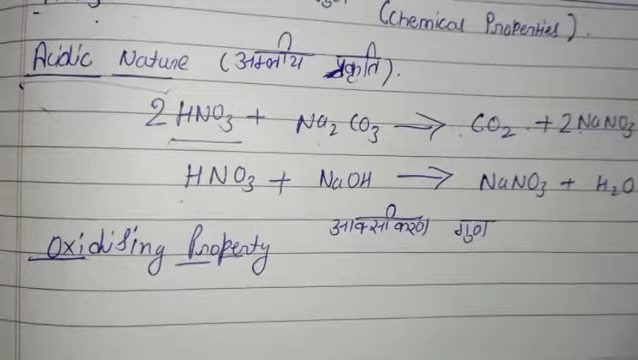 (Chemical Properties).
Acidic Nature (अम्लीय प्रकृति).
2HNO₃ + Na₂CO₃ → CO₂ + 2NaNO₃
HNO₃ + NaOH → NaNO₃ + H₂O
Oxidising Property आक्सीकरण गुण